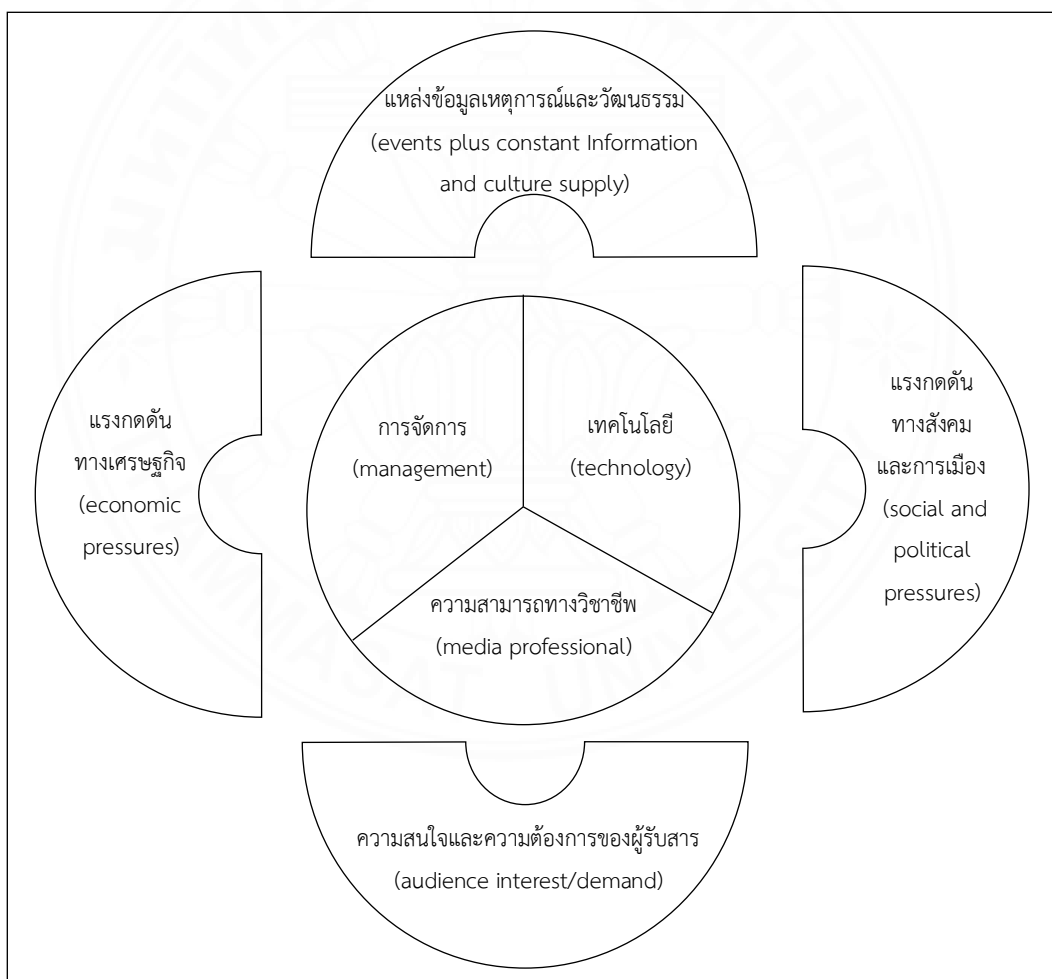 แหล่งข้อมูลเหตุการณ์และวัฒนธรรม
(events plus constant Information
and culture supply)
แรงกดดัน
ทางเศรษฐกิจ
(economic
pressures)
การจัดการ
(management)
เทคโนโลยี
(technology)
แรงกดดัน
ทางสังคม
และการเมือง
(social and
political
pressures)
ความสามารถทางวิชาชีพ
(media professional)
ความสนใจและความต้องการของผู้รับสาร
(audience interest/demand)